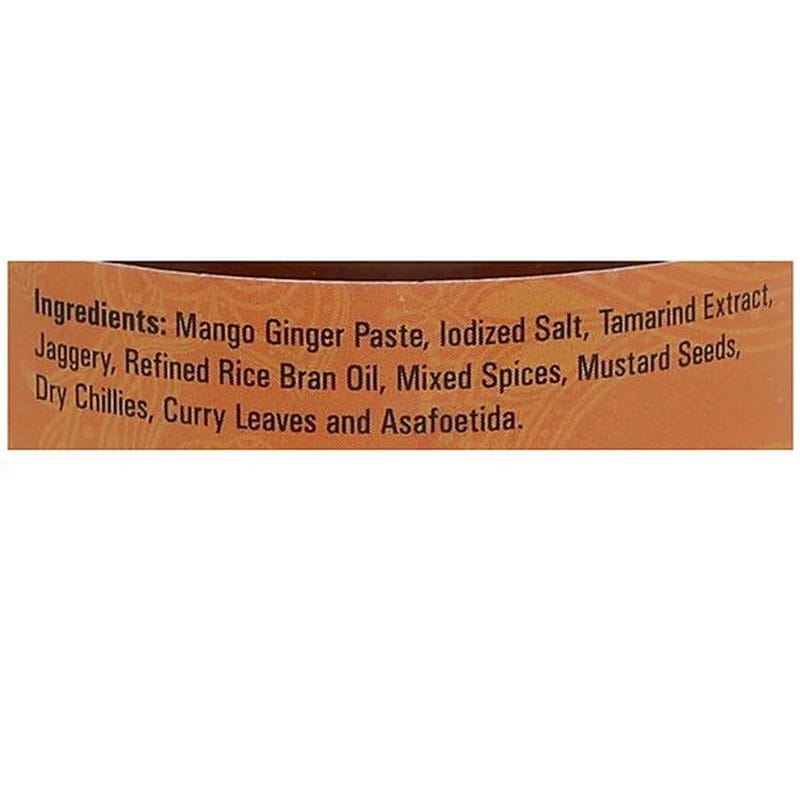 Ingredients: Mango Ginger Paste, Iodized Salt, Tamarind Extract,
Jaggery, Refined Rice Bran Oil, Mixed Spices, Mustard Seeds,
Dry Chillies, Curry Leaves and Asafoetida.